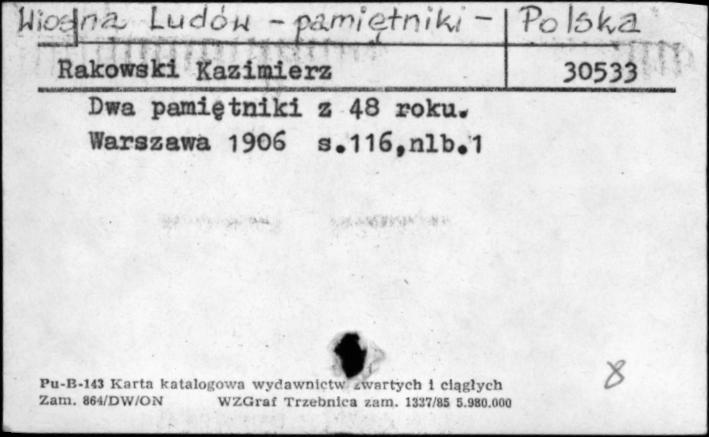 Wiosna Ludów - pamiętniki - Polska
Rakowski Kazimierz 30533
Dwa pamiętniki z 48 roku.
Warszawa 1906 s.116,nlb.1
8
Pu-B-143 Karta katalogowa wydawnictw zwartych i ciągłych
Zam. 864/DW/ON WZGraf Trzebnica zam. 1337/85 5.980.000